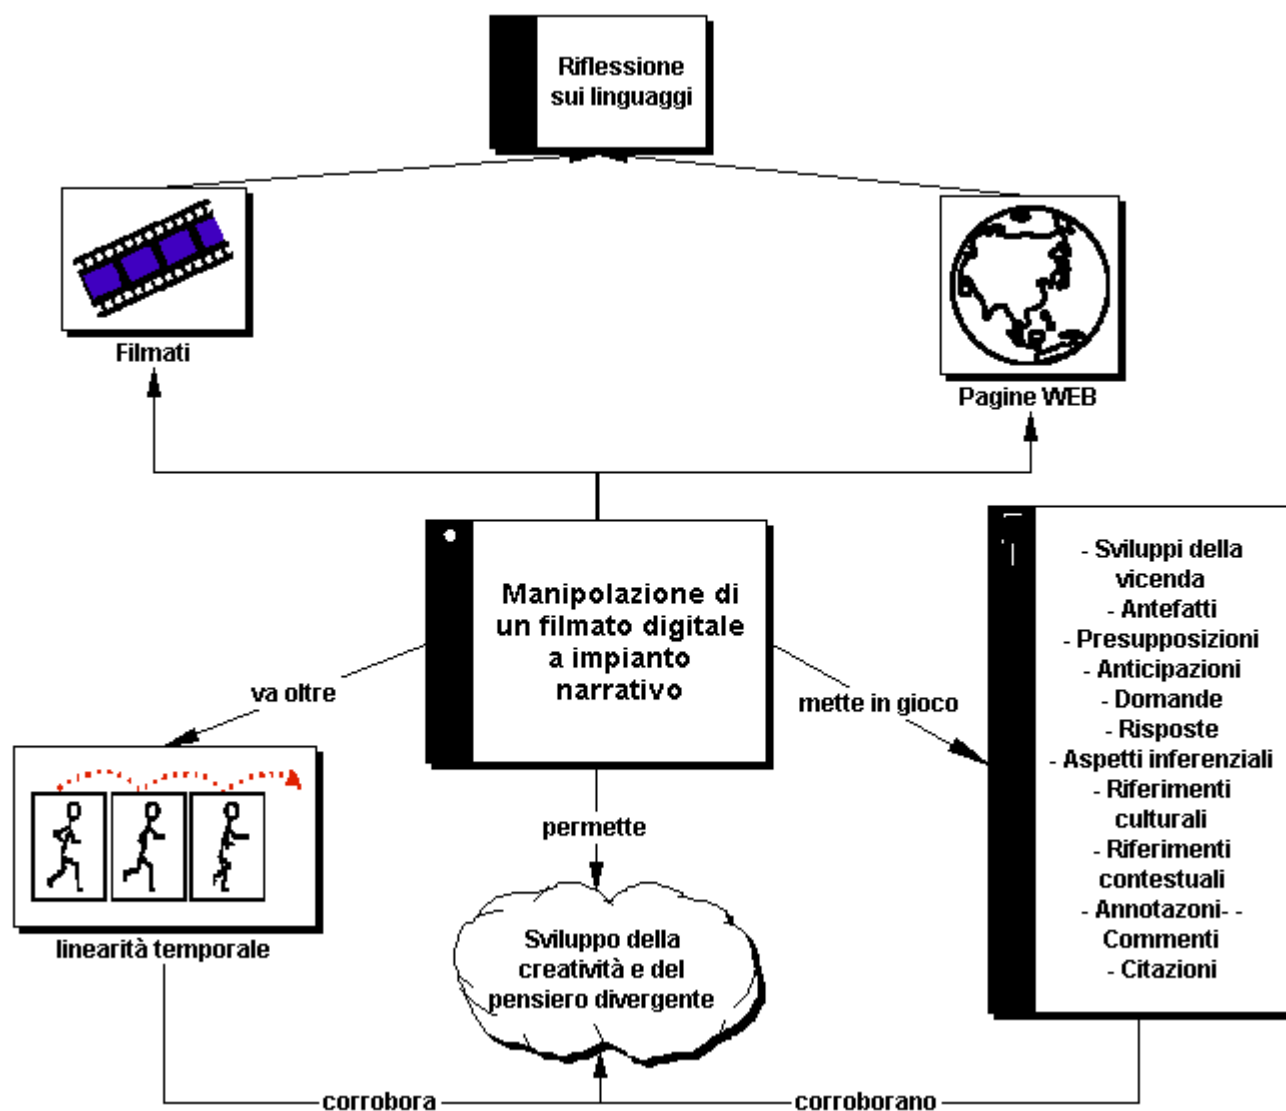 Riflessione
sui linguaggi
Filmati
Pagine WEB
Manipolazione di
un filmato digitale
a impianto
narrativo
va oltre
mette in gioco
- Sviluppi della
vicenda
- Antefatti
- Presupposizioni
- Anticipazioni
- Domande
- Risposte
- Aspetti inferenziali
- Riferimenti
culturali
- Riferimenti
contestuali
- Annotazoni- -
Commenti
- Citazioni
permette
linearità temporale
Sviluppo della
creatività e del
pensiero divergente
corrobora
corroborano